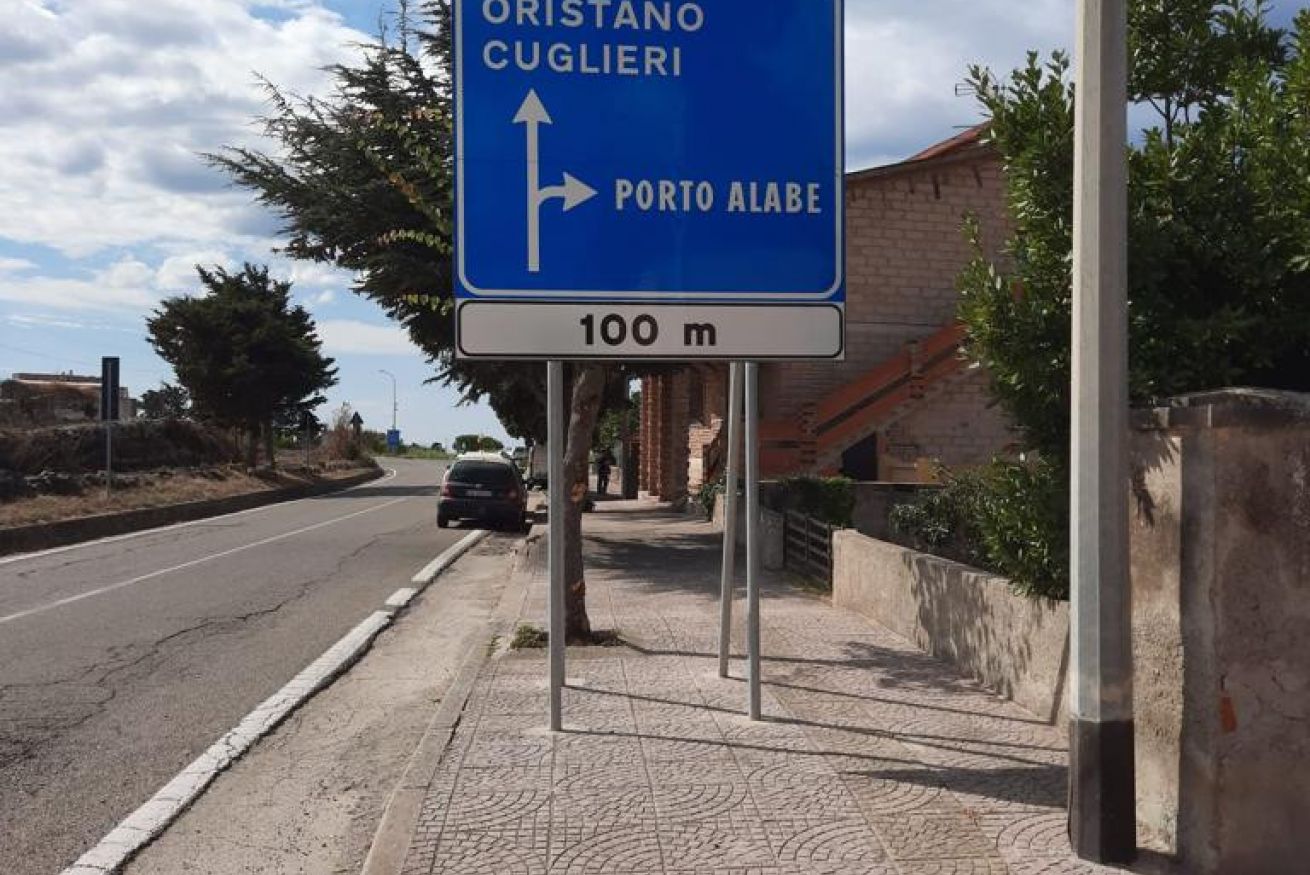 ORISTANO
CUGLIERI
PORTO ALABE
100 m